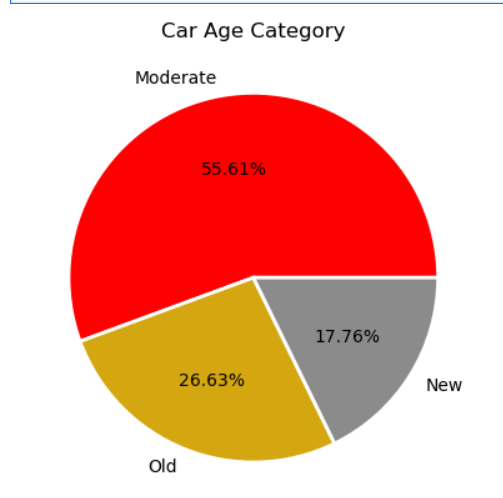 Car Age Category
Moderate
55.61%
17.76%
26.63%
New
Old